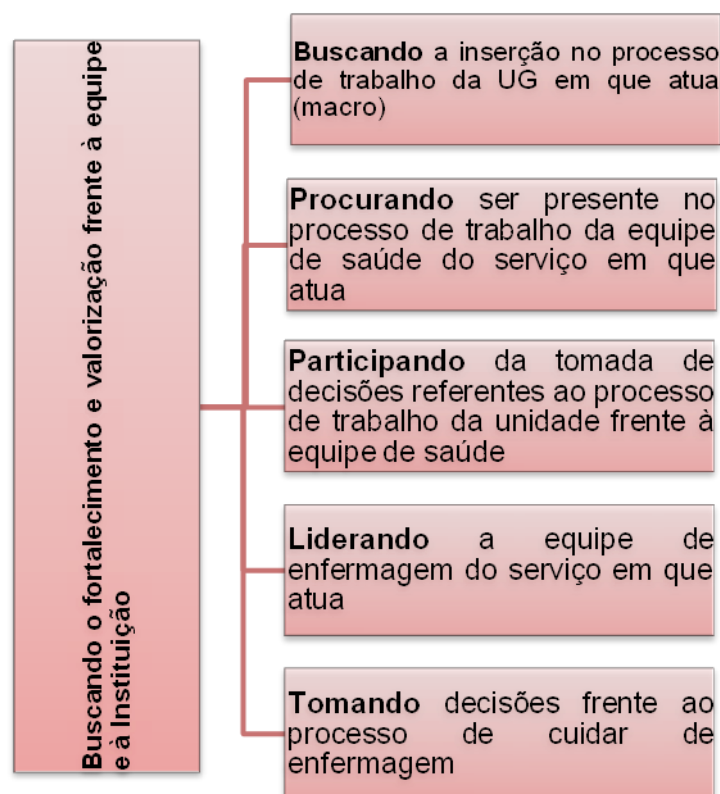 Buscando o fortalecimento e valorização frente à equipe
e à Instituição
Buscando a inserção no processo
de trabalho da UG em que atua
(macro)
Procurando ser presente no
processo de trabalho da equipe
de saúde do serviço em que
atua
Participando da tomada de
decisões referentes ao processo
de trabalho da unidade frente à
equipe de saúde
Liderando a equipe de
enfermagem do serviço em que
atua
Tomando decisões frente ao
processo de cuidar de
enfermagem